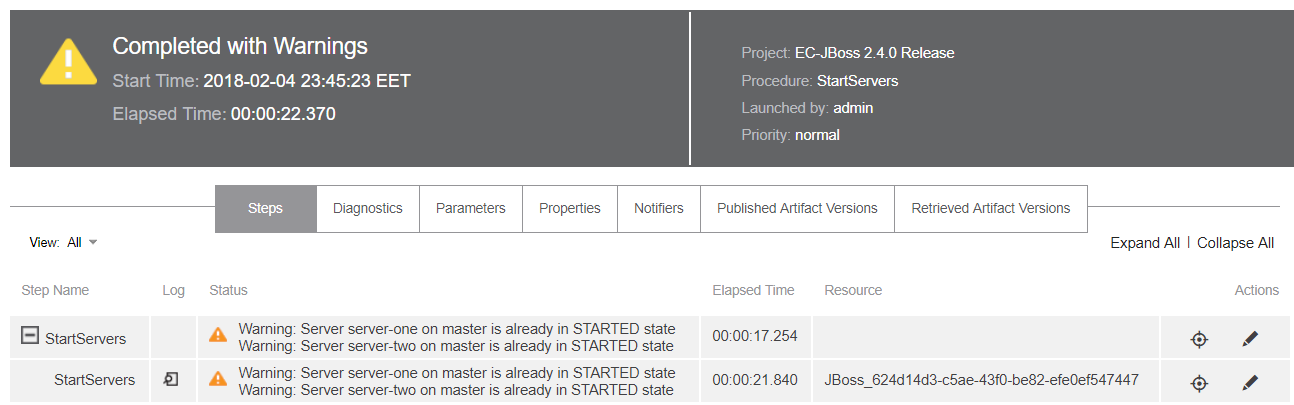 Completed with Warnings
Start Time: 2018-02-04 23:45:23 EET
Elapsed Time: 00:00:22.370
Project: EC-JBoss 2.4.0 Release
Procedure: StartServers
Launched by: admin
Priority: normal
Steps Diagnostics Parameters Properties Notifiers Published Artifact Versions Retrieved Artifact Versions
View: All Expand All | Collapse All
Step Name Log Status Elapsed Time Resource Actions
StartServers Warning: Server server-one on master is already in STARTED state 00:00:17.254
Warning: Server server-two on master is already in STARTED state
StartServers Warning: Server server-one on master is already in STARTED state 00:00:21.840 JBoss_624d14d3-c5ae-43f0-be82-efe0ef547447
Warning: Server server-two on master is already in STARTED state